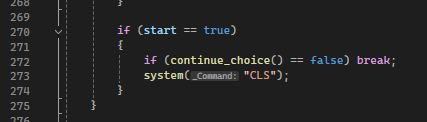 268 }
269
270 if (start == true)
271 {
272 if (continue_choice() == false) break;
273 system(_Command: "CLS");
274 }
275 }
276